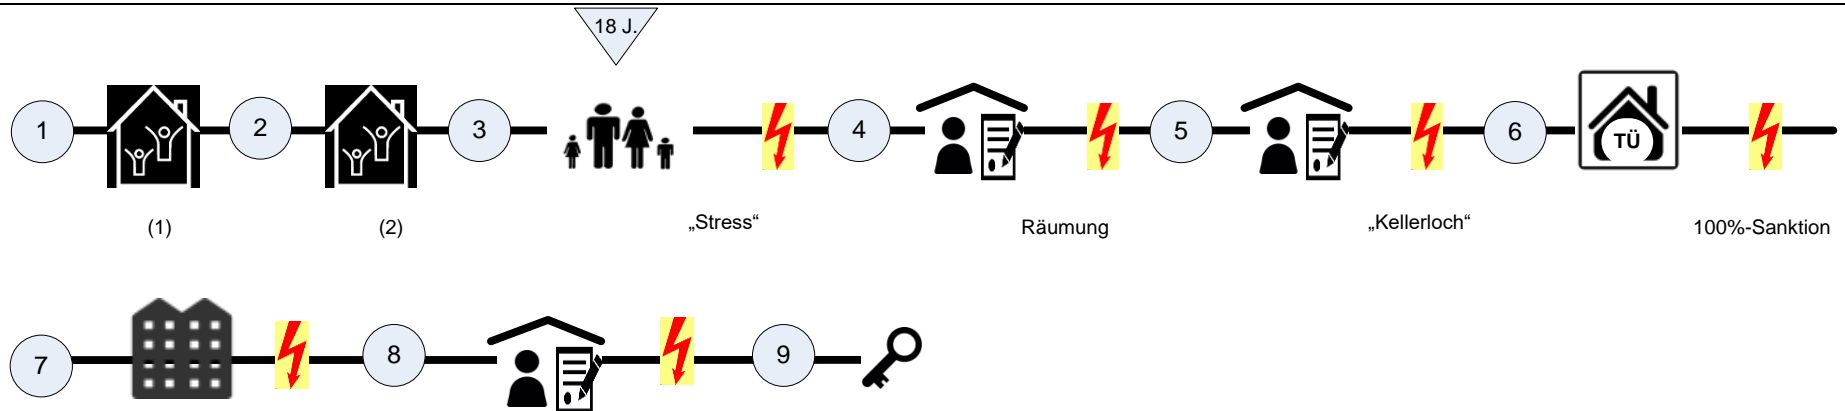 18 J.
1
2
3
4
5
6
TÜ
(1)
(2)
„Stress“
Räumung
„Kellerloch“
100%-Sanktion
7
8
9